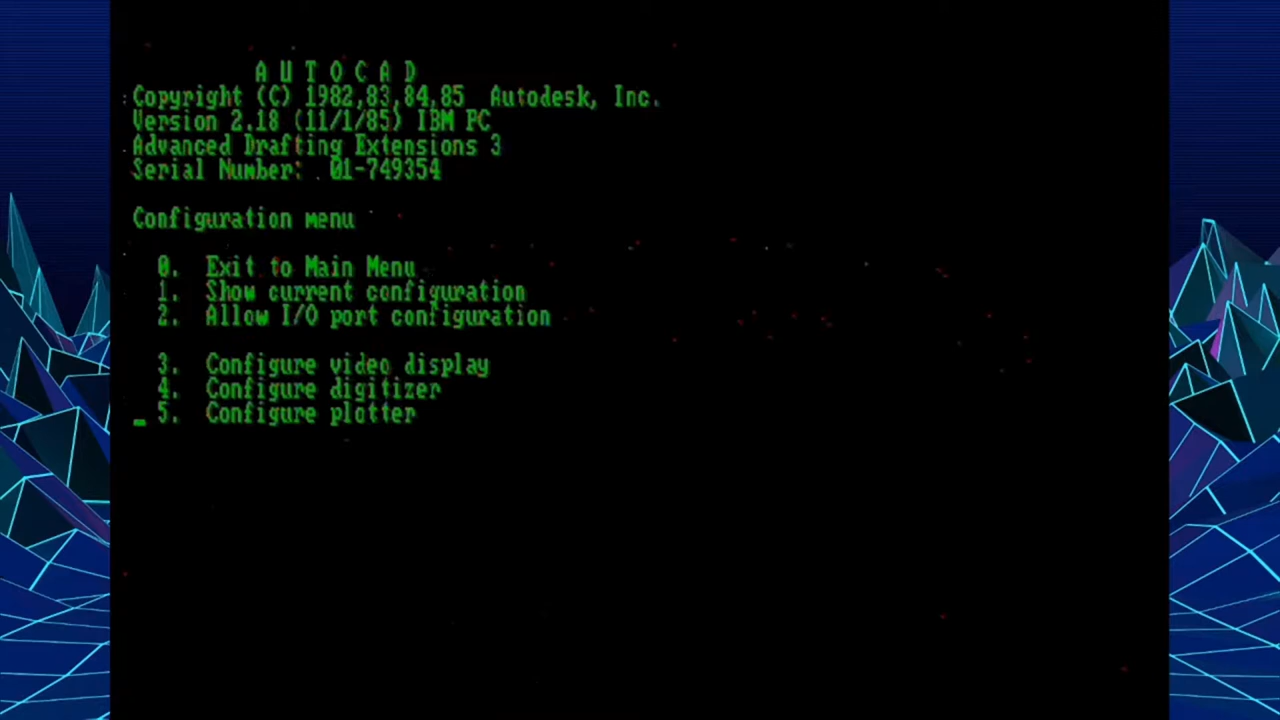 A U T O C A D
Copyright (C) 1982,83,84,85 Autodesk, Inc.
Version 2.18 (11/1/85) IBM PC
Advanced Drafting Extensions 3
Serial Number: 01-749354
Configuration menu
0. Exit to Main Menu
1. Show current configuration
2. Allow I/O port configuration
3. Configure video display
4. Configure digitizer
5. Configure plotter